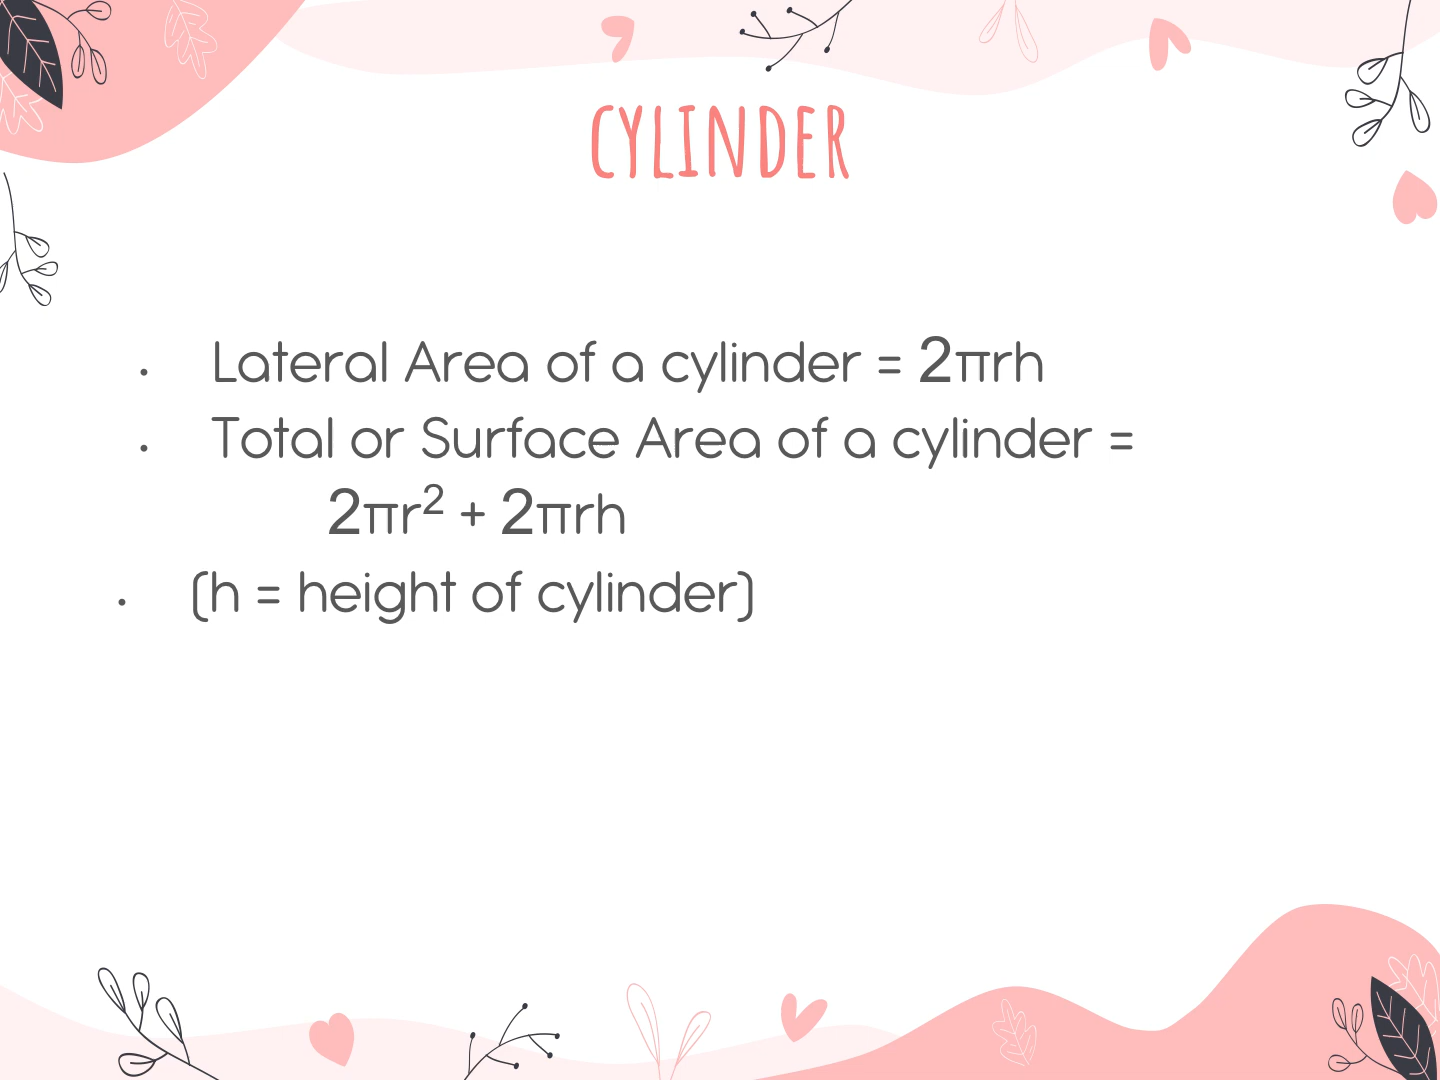 CYLINDER
• Lateral Area of a cylinder = 2πrh
• Total or Surface Area of a cylinder =
2πr² + 2πrh
• (h = height of cylinder)